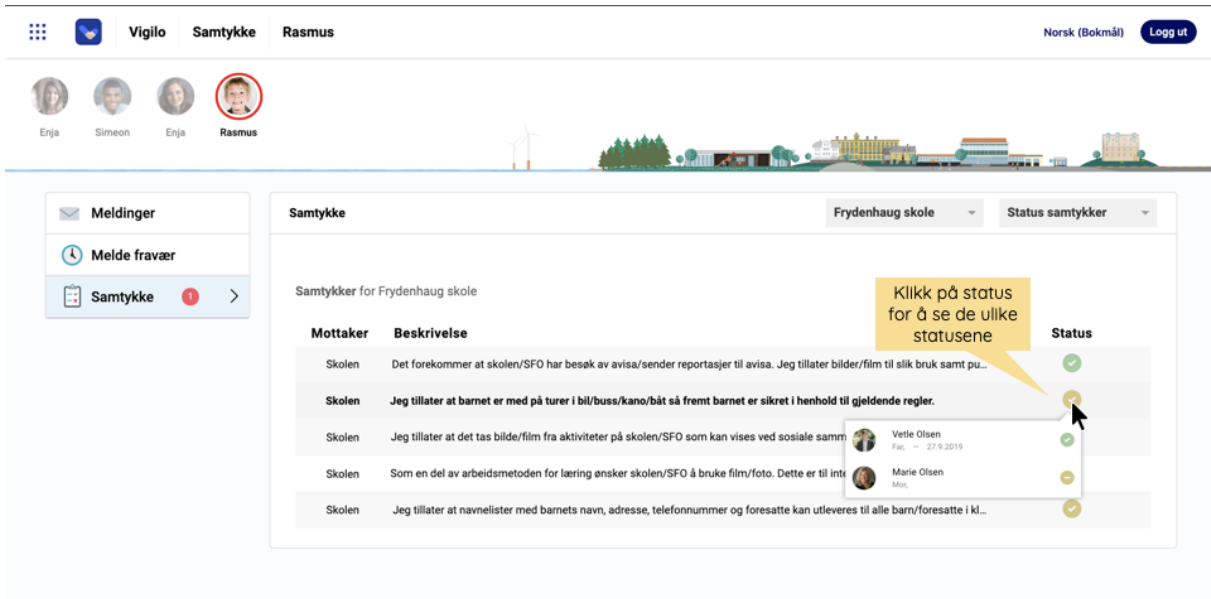 Vigilo Samtykke Rasmus Norsk (Bokmål) Logg ut
Enja Simeon Enja Rasmus
Meldinger
Melde fravær
Samtykke 1
Samtykke Frydenhaug skole Status samtykker
Samtykker for Frydenhaug skole
Klikk på status
for å se de ulike
statusene
Mottaker Beskrivelse Status
Skolen Det forekommer at skolen/SFO har besøk av avisa/sender reportasjer til avisa. Jeg tillater bilder/film til slik bruk samt pu...
Skolen Jeg tillater at barnet er med på turer i bil/buss/kano/båt så fremt barnet er sikret i henhold til gjeldende regler.
Skolen Jeg tillater at det tas bilde/film fra aktiviteter på skolen/SFO som kan vises ved sosiale samm
Vetle Olsen
Far, – 27.9.2019
Skolen Som en del av arbeidsmetoden for læring ønsker skolen/SFO å bruke film/foto. Dette er til inte
Marie Olsen
Mor,
Skolen Jeg tillater at navnelister med barnets navn, adresse, telefonnummer og foresatte kan utleveres til alle barn/foresatte i kl...